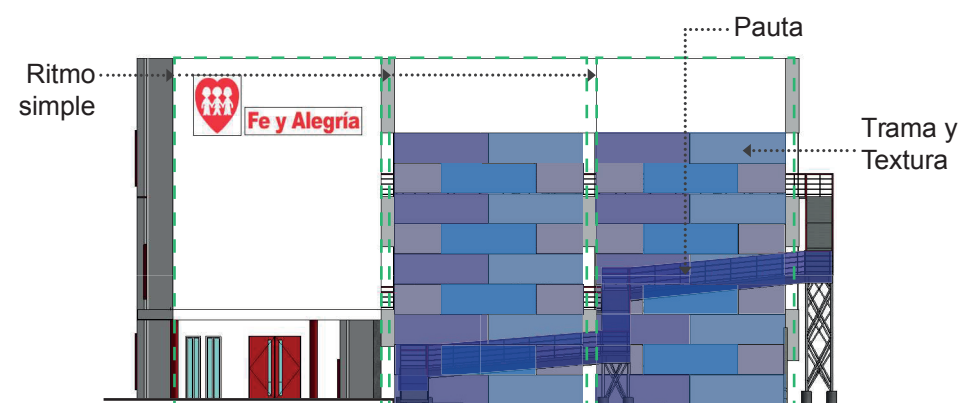 Pauta
Ritmo
simple
Fe y Alegría
Trama y
Textura